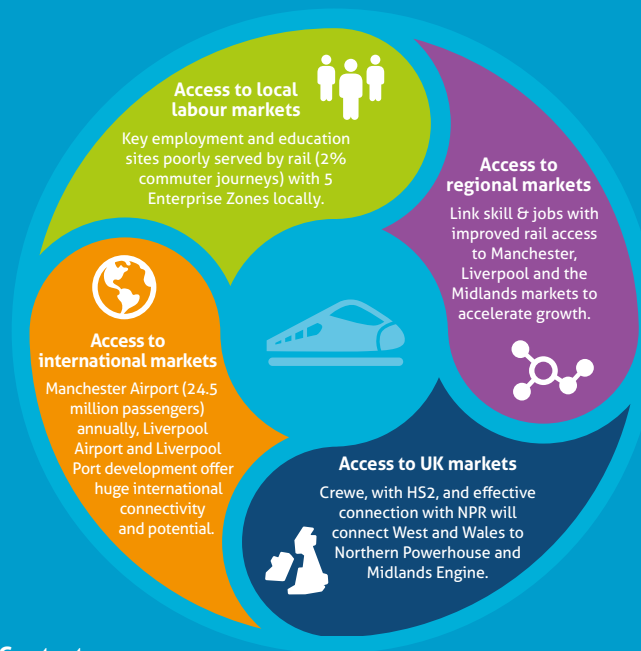 Access to local
labour markets
Key employment and education
sites poorly served by rail (2%
commuter journeys) with 5
Enterprise Zones locally.
Access to
regional markets
Link skill & jobs with
improved rail access
to Manchester,
Liverpool and the
Midlands markets to
accelerate growth.
Access to UK markets
Crewe, with HS2, and effective
connection with NPR will
connect West and Wales to
Northern Powerhouse and
Midlands Engine.
Access to
international markets
Manchester Airport (24.5
million passengers)
annually, Liverpool
Airport and Liverpool
Port development offer
huge international
connectivity
and potential.